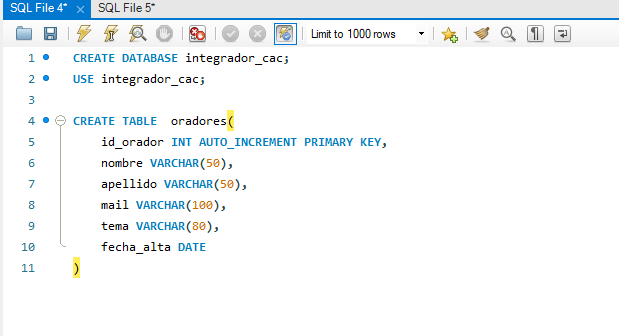 SQL File 4*
SQL File 5*
Limit to 1000 rows
1 CREATE DATABASE integrador_cac;
2 USE integrador_cac;
3
4 CREATE TABLE  oradores(
5     id_orador INT AUTO_INCREMENT PRIMARY KEY,
6     nombre VARCHAR(50),
7     apellido VARCHAR(50),
8     mail VARCHAR(100),
9     tema VARCHAR(80),
10     fecha_alta DATE
11 )